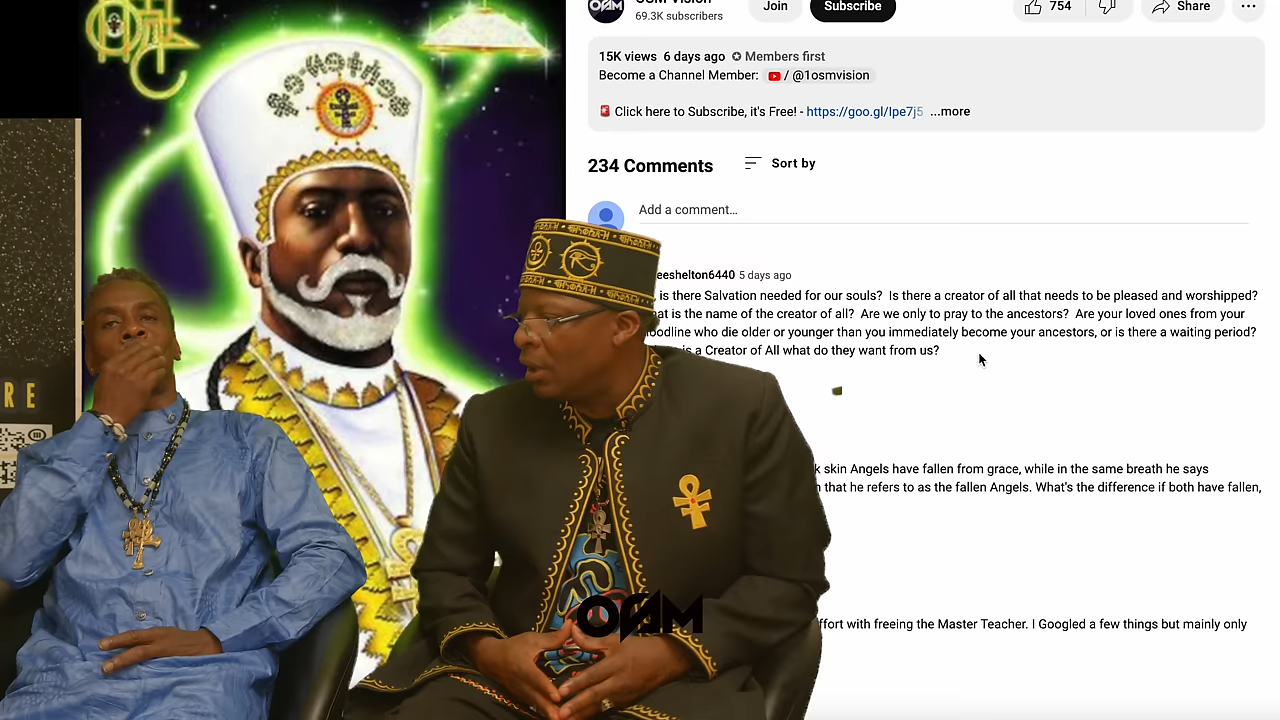 69.3K subscribers
Join
Subscribe
754
Share
15K views 6 days ago Members first
Become a Channel Member: / @1osmvision
Click here to Subscribe, it's Free! - https://goo.gl/Ipe7j5 ...more
234 Comments
Sort by
Add a comment...
eeshelton6440 5 days ago
is there Salvation needed for our souls? Is there a creator of all that needs to be pleased and worshipped?
is the name of the creator of all? Are we only to pray to the ancestors? Are your loved ones from your
who die older or younger than you immediately become your ancestors, or is there a waiting period?
is a Creator of All what do they want from us?
skin Angels have fallen from grace, while in the same breath he says
that he refers to as the fallen Angels. What's the difference if both have fallen,
with freeing the Master Teacher. I Googled a few things but mainly only
RE
OSM